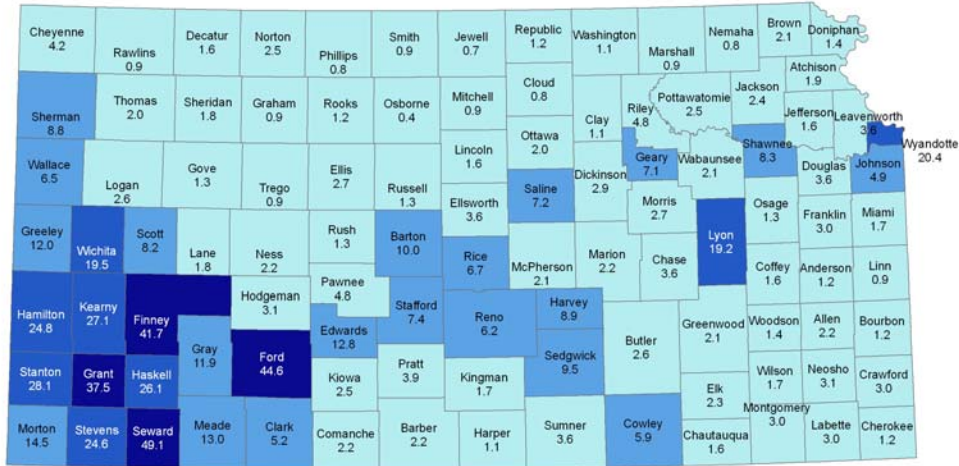 Cheyenne
4.2
Rawlins
0.9
Decatur
1.6
Norton
2.5
Phillips
0.8
Smith
0.9
Jewell
0.7
Republic
1.2
Washington
1.1
Marshall
0.9
Nemaha
0.8
Brown
2.1
Doniphan
1.4
Atchison
1.9
Sherman
8.8
Thomas
2.0
Sheridan
1.8
Graham
0.9
Rooks
1.2
Osborne
0.4
Mitchell
0.9
Cloud
0.8
Clay
1.1
Riley
4.8
Pottawatomie
2.5
Jackson
2.4
Jefferson
1.6
Leavenworth
3.6
Wyandotte
20.4
Ottawa
2.0
Lincoln
1.6
Wallace
6.5
Logan
2.6
Gove
1.3
Trego
0.9
Ellis
2.7
Russell
1.3
Ellsworth
3.6
Saline
7.2
Dickinson
2.9
Geary
7.1
Wabaunsee
2.1
Shawnee
8.3
Douglas
3.6
Johnson
4.9
Morris
2.7
Lyon
19.2
Osage
1.3
Franklin
3.0
Miami
1.7
Greeley
12.0
Wichita
19.5
Scott
8.2
Lane
1.8
Ness
2.2
Rush
1.3
Barton
10.0
Rice
6.7
McPherson
2.1
Marion
2.2
Chase
3.6
Coffey
1.6
Anderson
1.2
Linn
0.9
Hamilton
24.8
Kearny
27.1
Finney
41.7
Hodgeman
3.1
Pawnee
4.8
Stafford
7.4
Reno
6.2
Harvey
8.9
Butler
2.6
Greenwood
2.1
Woodson
1.4
Allen
2.2
Bourbon
1.2
Gray
11.9
Ford
44.6
Edwards
12.8
Sedgwick
9.5
Stanton
28.1
Grant
37.5
Haskell
26.1
Kiowa
2.5
Pratt
3.9
Kingman
1.7
Elk
2.3
Wilson
1.7
Neosho
3.1
Crawford
3.0
Morton
14.5
Stevens
24.6
Seward
49.1
Meade
13.0
Clark
5.2
Comanche
2.2
Barber
2.2
Harper
1.1
Sumner
3.6
Cowley
5.9
Chautauqua
1.6
Montgomery
3.0
Labette
3.0
Cherokee
1.2